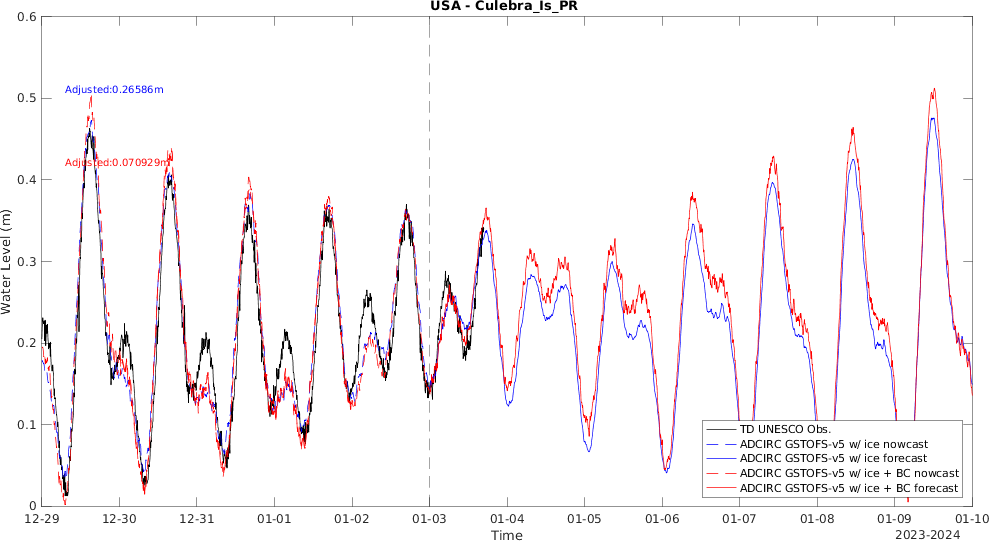 USA - Culebra_Is_PR
0.6
0.5
0.4
0.3
0.2
0.1
0
Water Level (m)
Adjusted:0.26586m
Adjusted:0.070929m
TD UNESCO Obs.
ADCIRC GSTOFS-v5 w/ ice nowcast
ADCIRC GSTOFS-v5 w/ ice forecast
ADCIRC GSTOFS-v5 w/ ice + BC nowcast
ADCIRC GSTOFS-v5 w/ ice + BC forecast
12-29 12-30 12-31 01-01 01-02 01-03 01-04 01-05 01-06 01-07 01-08 01-09 01-10
Time
2023-2024